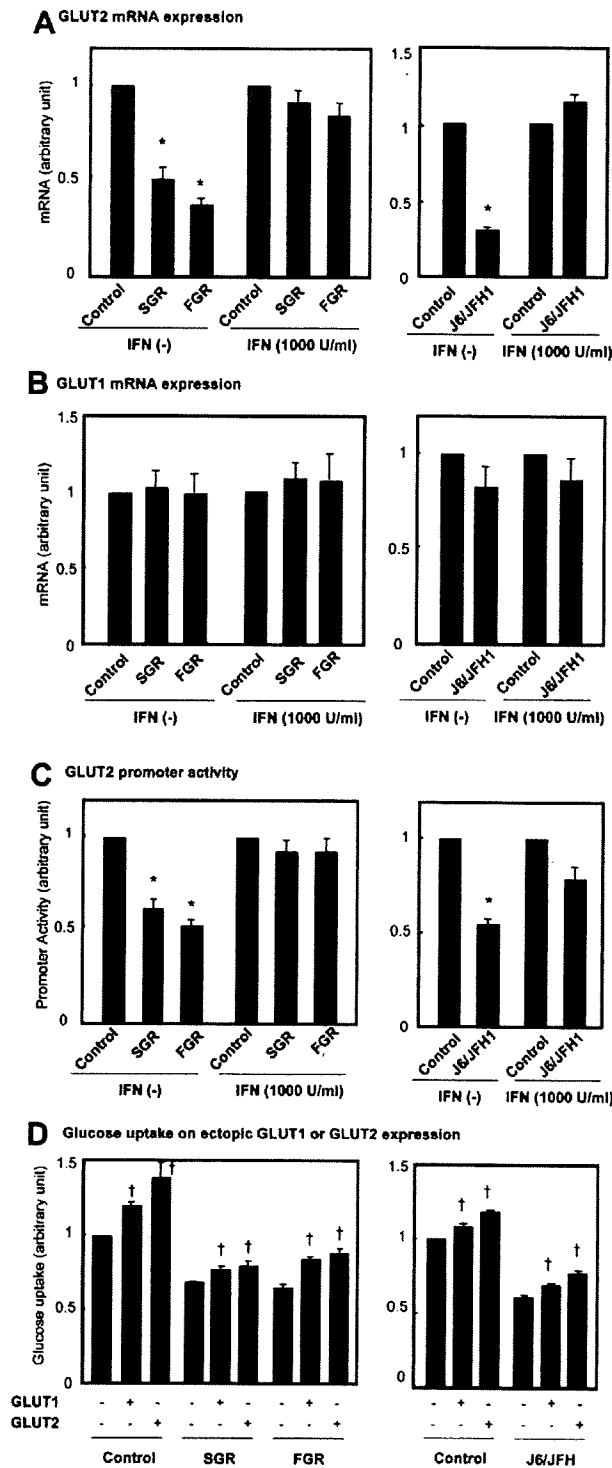 A GLUT2 mRNA expression
mRNA (arbitrary unit)
1
0.5
0
*
*
Control SGR FGR Control SGR FGR
IFN (-) IFN (1000 U/ml)
1.5
1
0.5
0
*
Control J6/JFH1 Control J6/JFH1
IFN (-) IFN (1000 U/ml)
B GLUT1 mRNA expression
mRNA (arbitrary unit)
1.5
1
0.5
0
Control SGR FGR Control SGR FGR
IFN (-) IFN (1000 U/ml)
1
0.5
0
Control J6/JFH1 Control J6/JFH1
IFN (-) IFN (1000 U/ml)
C GLUT2 promoter activity
Promoter Activity (arbitrary unit)
1
0.5
0
*
*
Control SGR FGR Control SGR FGR
IFN (-) IFN (1000 U/ml)
1
0.5
0
*
Control J6/JFH1 Control J6/JFH1
IFN (-) IFN (1000 U/ml)
D Glucose uptake on ectopic GLUT1 or GLUT2 expression
Glucose uptake (arbitrary unit)
1.5
1
0.5
0
† † † † † †
1.5
1
0.5
0
† † † †
GLUT1 - + - - + - - + - - + - - + -
GLUT2 - - + - - + - - + - - + - - +
Control SGR FGR Control J6/JFH